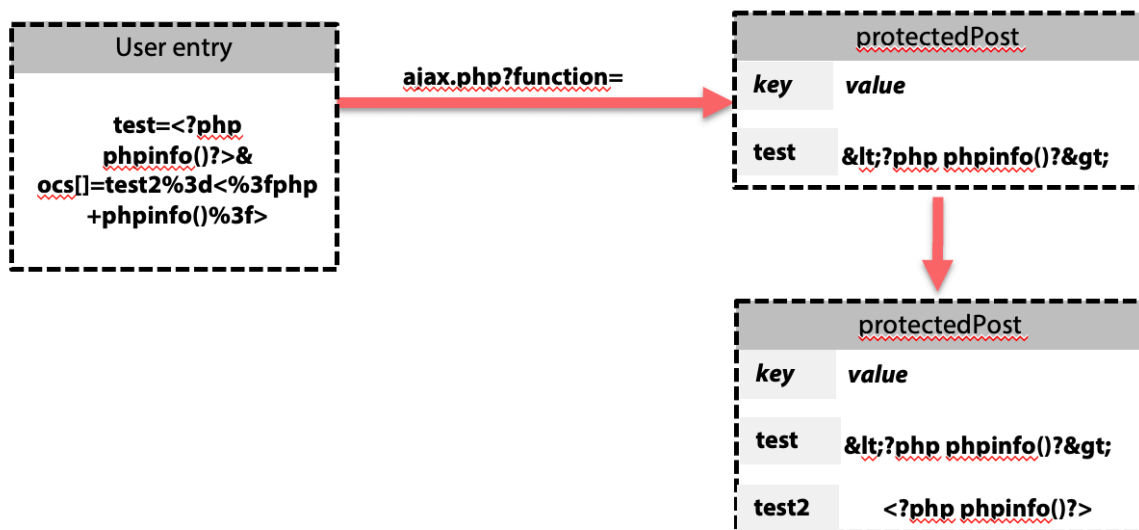 User entry
test=<?php
phpinfo()?>&
ocs[]=test2%3d<%3fphp
+phpinfo()%3f>
ajax.php?function=
protectedPost
key value
test &lt;?php phpinfo()?&gt;
protectedPost
key value
test &lt;?php phpinfo()?&gt;
test2 <?php phpinfo()?>